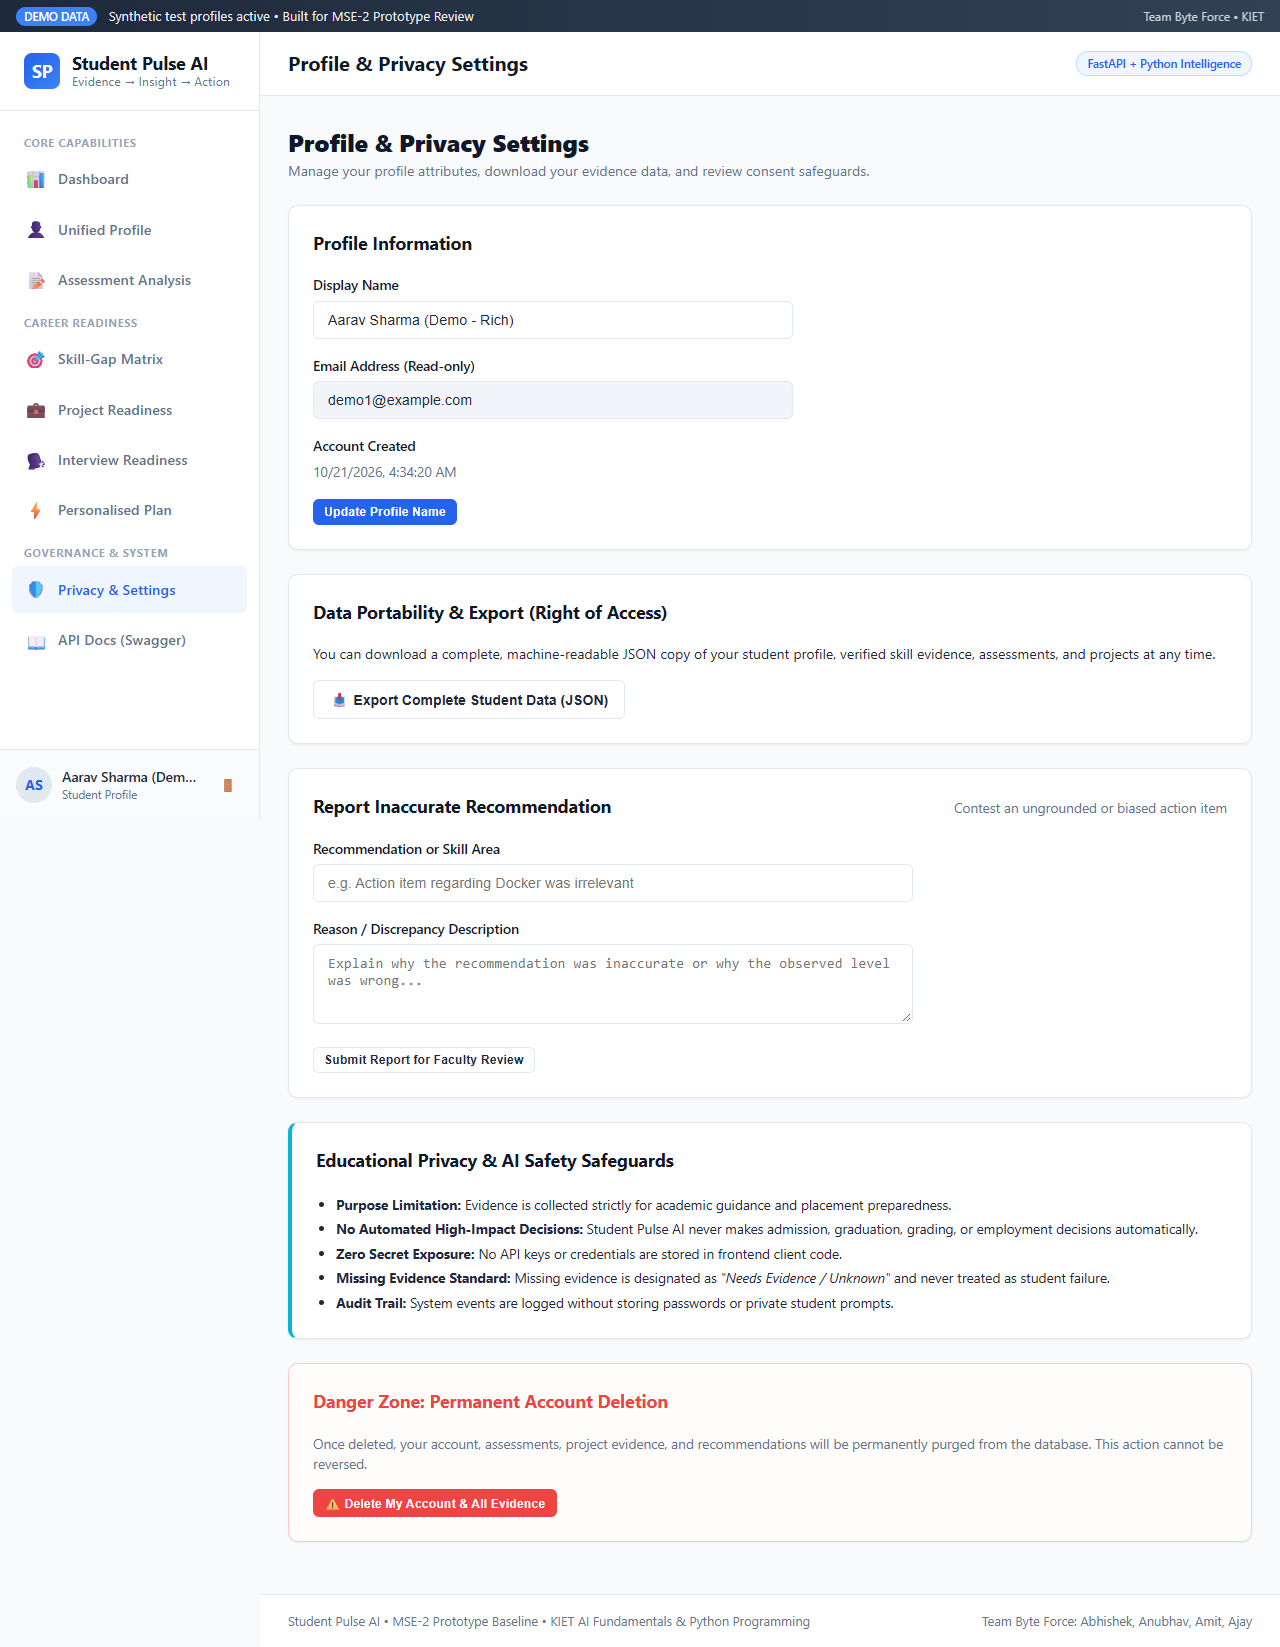 DEMO DATA Synthetic test profiles active • Built for MSE-2 Prototype Review
Team Byte Force • KIET
SP
Student Pulse AI
Evidence → Insight → Action
CORE CAPABILITIES
Dashboard
Unified Profile
Assessment Analysis
CAREER READINESS
Skill-Gap Matrix
Project Readiness
Interview Readiness
Personalised Plan
GOVERNANCE & SYSTEM
Privacy & Settings
API Docs (Swagger)
AS
Aarav Sharma (Dem...
Student Profile
Profile & Privacy Settings
FastAPI + Python Intelligence
Profile & Privacy Settings
Manage your profile attributes, download your evidence data, and review consent safeguards.
Profile Information
Display Name
Aarav Sharma (Demo - Rich)
Email Address (Read-only)
demo1@example.com
Account Created
10/21/2026, 4:34:20 AM
Update Profile Name
Data Portability & Export (Right of Access)
You can download a complete, machine-readable JSON copy of your student profile, verified skill evidence, assessments, and projects at any time.
Export Complete Student Data (JSON)
Report Inaccurate Recommendation
Contest an ungrounded or biased action item
Recommendation or Skill Area
e.g. Action item regarding Docker was irrelevant
Reason / Discrepancy Description
Explain why the recommendation was inaccurate or why the observed level
was wrong...
Submit Report for Faculty Review
Educational Privacy & AI Safety Safeguards
• Purpose Limitation: Evidence is collected strictly for academic guidance and placement preparedness.
• No Automated High-Impact Decisions: Student Pulse AI never makes admission, graduation, grading, or employment decisions automatically.
• Zero Secret Exposure: No API keys or credentials are stored in frontend client code.
• Missing Evidence Standard: Missing evidence is designated as "Needs Evidence / Unknown" and never treated as student failure.
• Audit Trail: System events are logged without storing passwords or private student prompts.
Danger Zone: Permanent Account Deletion
Once deleted, your account, assessments, project evidence, and recommendations will be permanently purged from the database. This action cannot be
reversed.
Delete My Account & All Evidence
Student Pulse AI • MSE-2 Prototype Baseline • KIET AI Fundamentals & Python Programming
Team Byte Force: Abhishek, Anubhav, Amit, Ajay